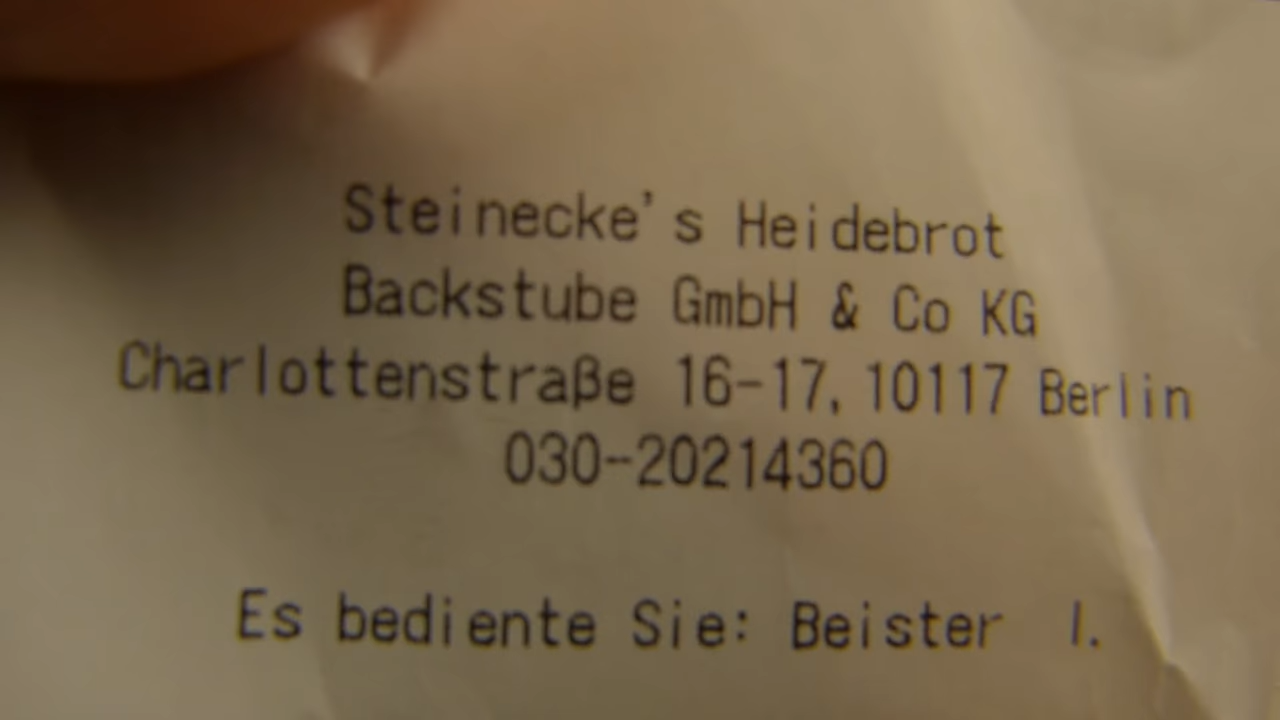 Steinecke's Heidebrot
Backstube GmbH & Co KG
Charlottenstraße 16-17, 10117 Berlin
030-20214360
Es bediente Sie: Beister I.